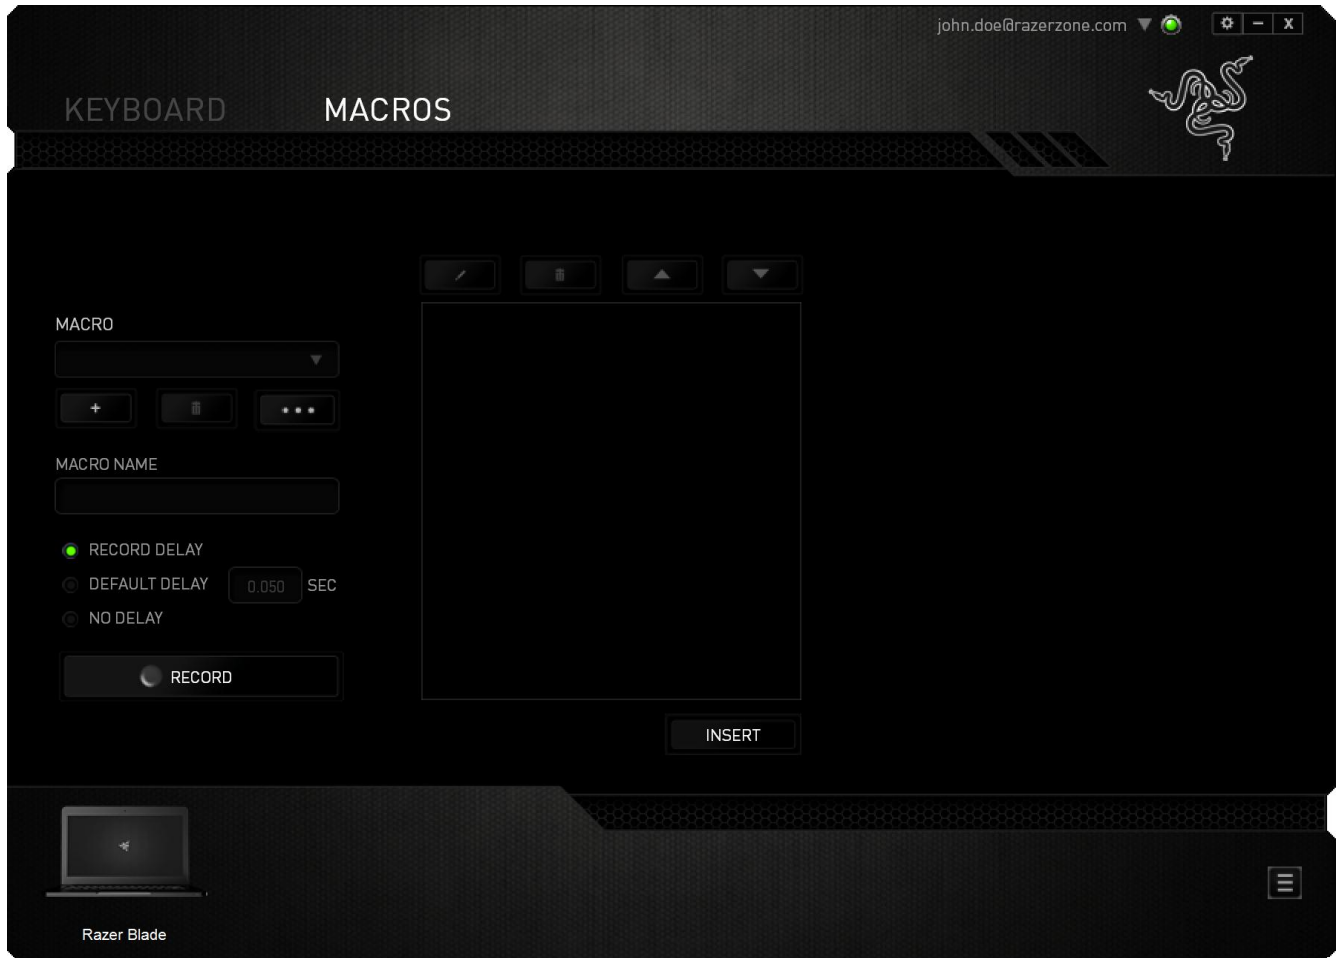 john.doe@razerzone.com
KEYBOARD MACROS
MACRO
MACRO NAME
RECORD DELAY
DEFAULT DELAY 0.050 SEC
NO DELAY
RECORD
INSERT
Razer Blade